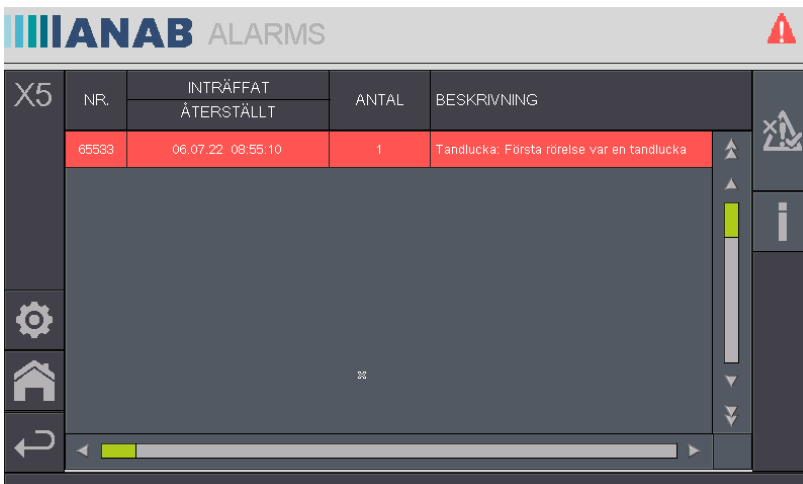 ANAB ALARMS
X5
NR. INTRÄFFAT ANTAL BESKRIVNING
ÅTERSTÄLLT
65533 06.07.22 08:55:10 1 Tandlucka: Första rörelse var en tandlucka